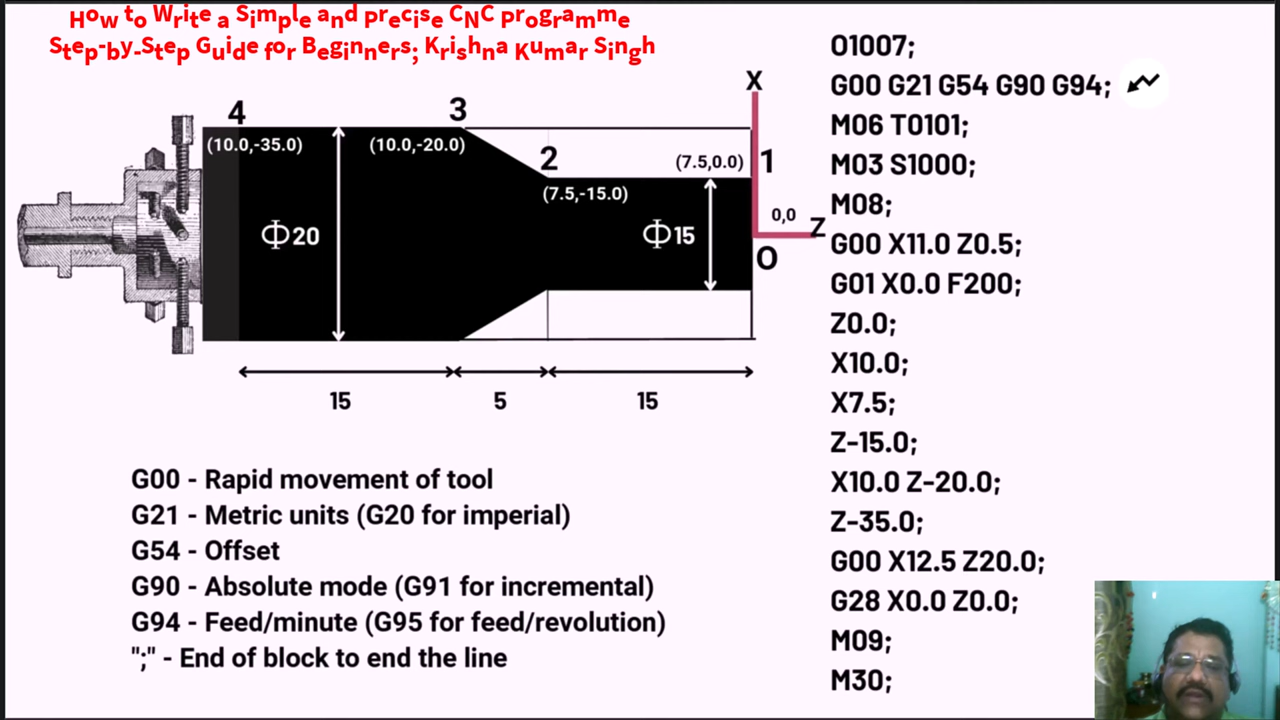 How to Write a Simple and precise CNC programme
Step-by-Step Guide for Beginners; Krishna Kumar Singh
O1007;
G00 G21 G54 G90 G94;
M06 T0101;
M03 S1000;
M08;
G00 X11.0 Z0.5;
G01 X0.0 F200;
Z0.0;
X10.0;
X7.5;
Z-15.0;
X10.0 Z-20.0;
Z-35.0;
G00 X12.5 Z20.0;
G28 X0.0 Z0.0;
M09;
M30;
X
4
3
(10.0,-35.0)
(10.0,-20.0)
2
(7.5,0.0)
1
(7.5,-15.0)
0,0
Z
Φ20
Φ15
O
15
5
15
G00 - Rapid movement of tool
G21 - Metric units (G20 for imperial)
G54 - Offset
G90 - Absolute mode (G91 for incremental)
G94 - Feed/minute (G95 for feed/revolution)
";" - End of block to end the line